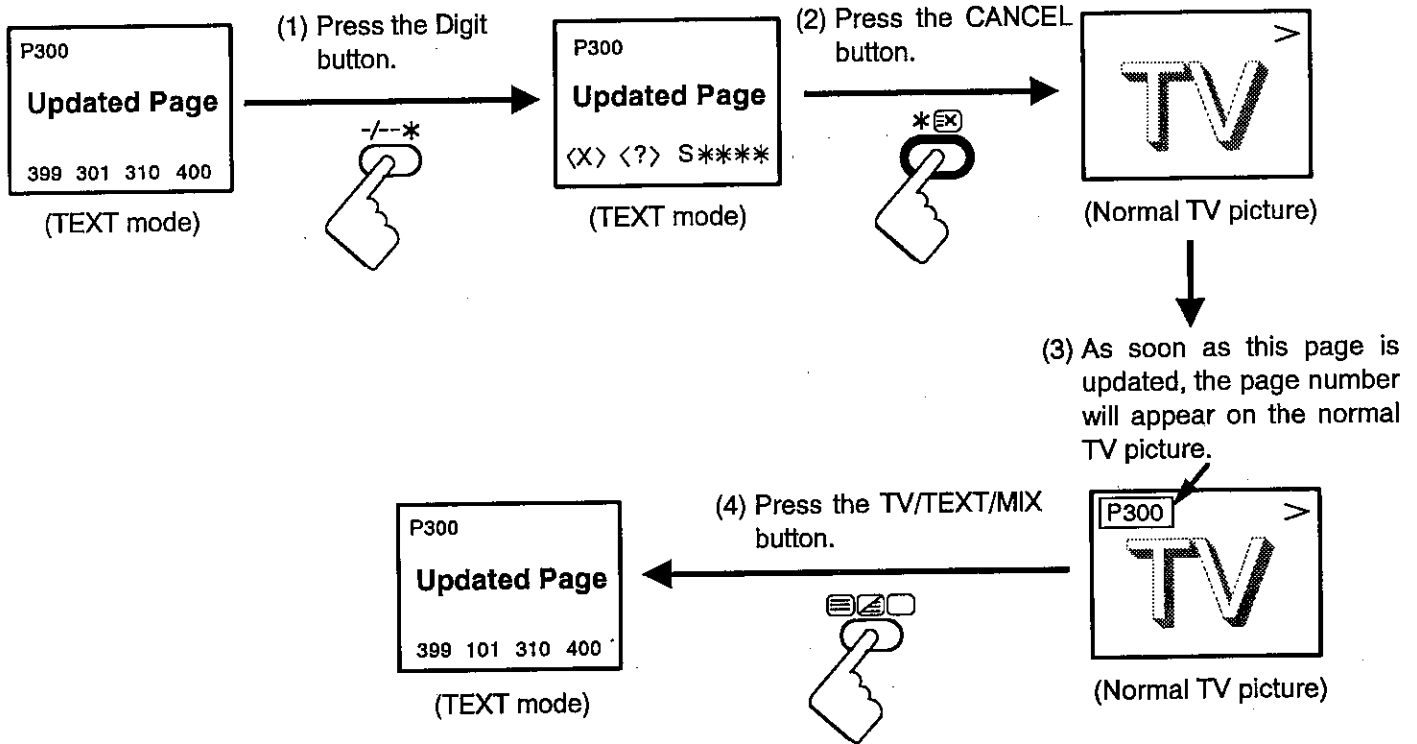 P300
Updated Page
399 301 310 400
(TEXT mode)
(1) Press the Digit
button.
-/--*
P300
Updated Page
<X> <?> S****
(TEXT mode)
(2) Press the CANCEL
button.
*
>
TV
(Normal TV picture)
(3) As soon as this page is
updated, the page number
will appear on the normal
TV picture.
P300
>
TV
(Normal TV picture)
(4) Press the TV/TEXT/MIX
button.
P300
Updated Page
399 101 310 400
(TEXT mode)